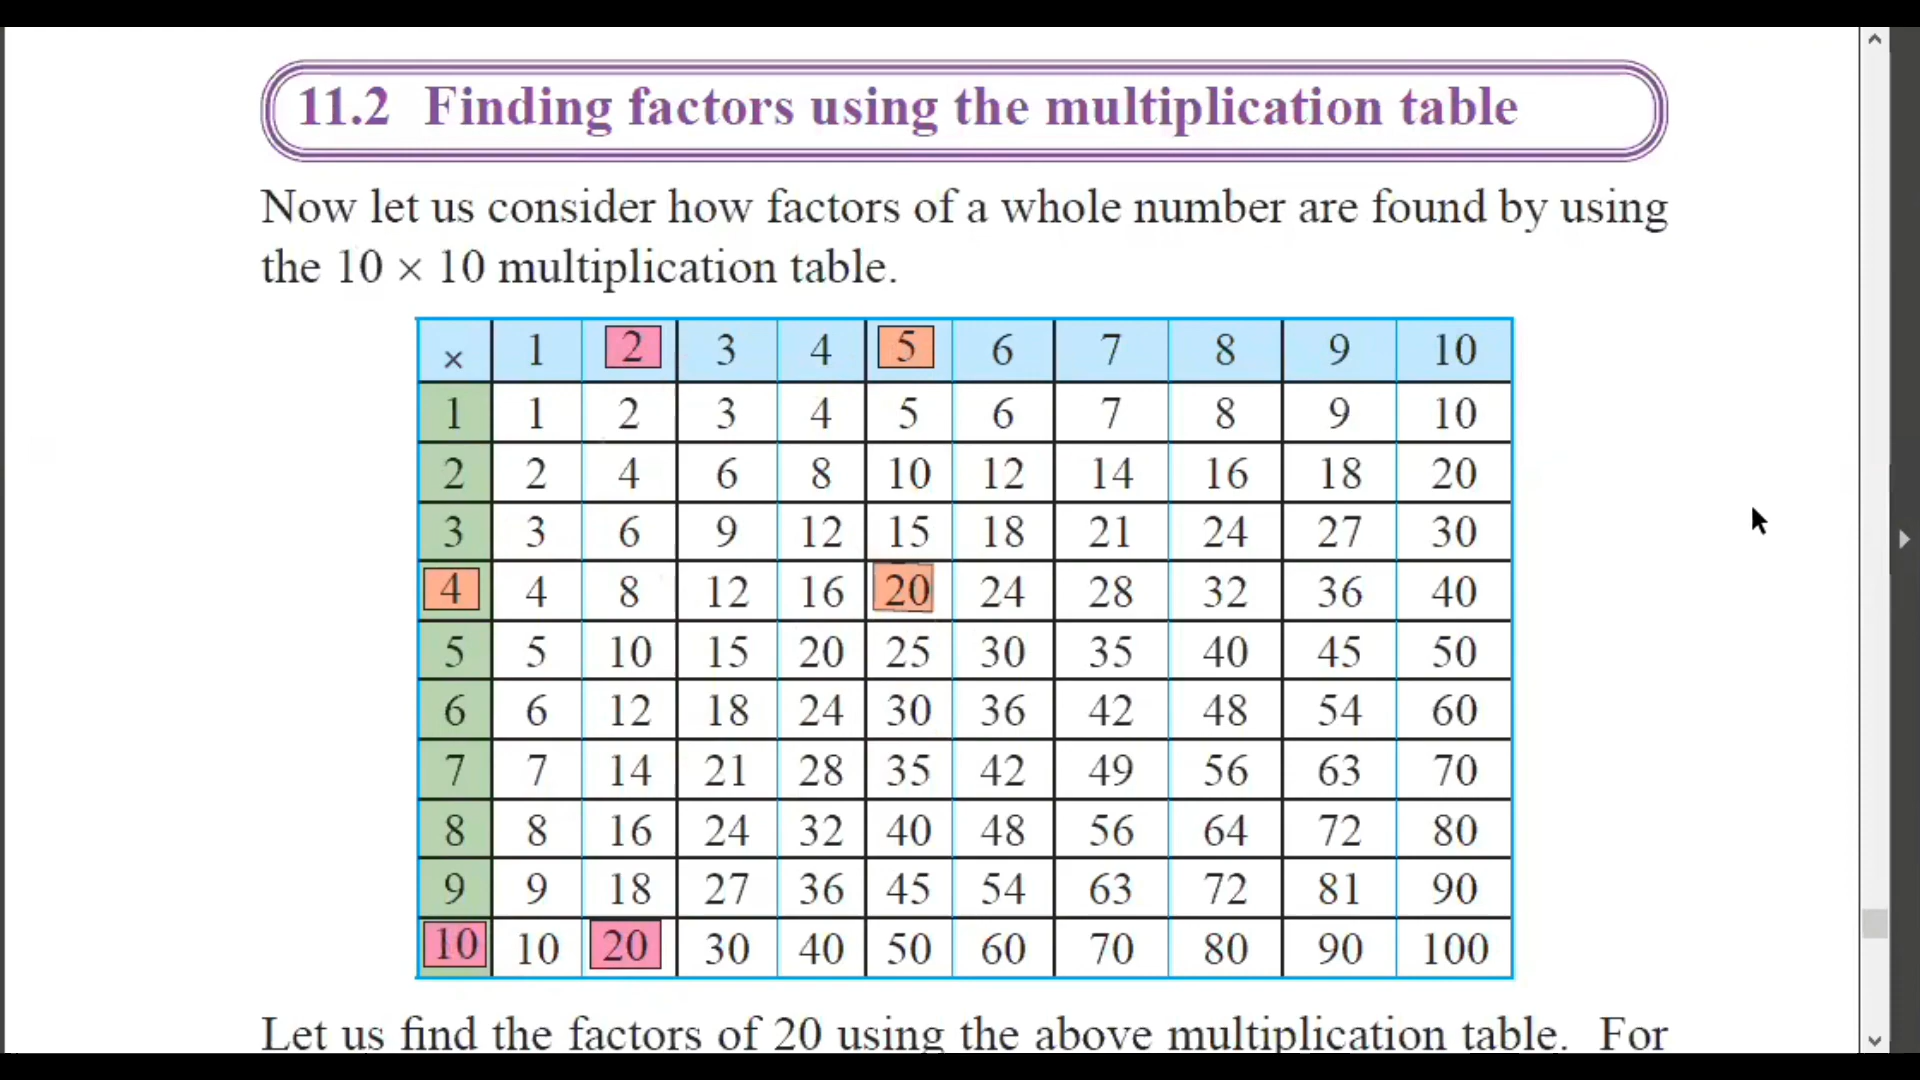 11.2 Finding factors using the multiplication table
Now let us consider how factors of a whole number are found by using
the 10 × 10 multiplication table.
× 1 2 3 4 5 6 7 8 9 10
1 1 2 3 4 5 6 7 8 9 10
2 2 4 6 8 10 12 14 16 18 20
3 3 6 9 12 15 18 21 24 27 30
4 4 8 12 16 20 24 28 32 36 40
5 5 10 15 20 25 30 35 40 45 50
6 6 12 18 24 30 36 42 48 54 60
7 7 14 21 28 35 42 49 56 63 70
8 8 16 24 32 40 48 56 64 72 80
9 9 18 27 36 45 54 63 72 81 90
10 10 20 30 40 50 60 70 80 90 100
Let us find the factors of 20 using the above multiplication table. For